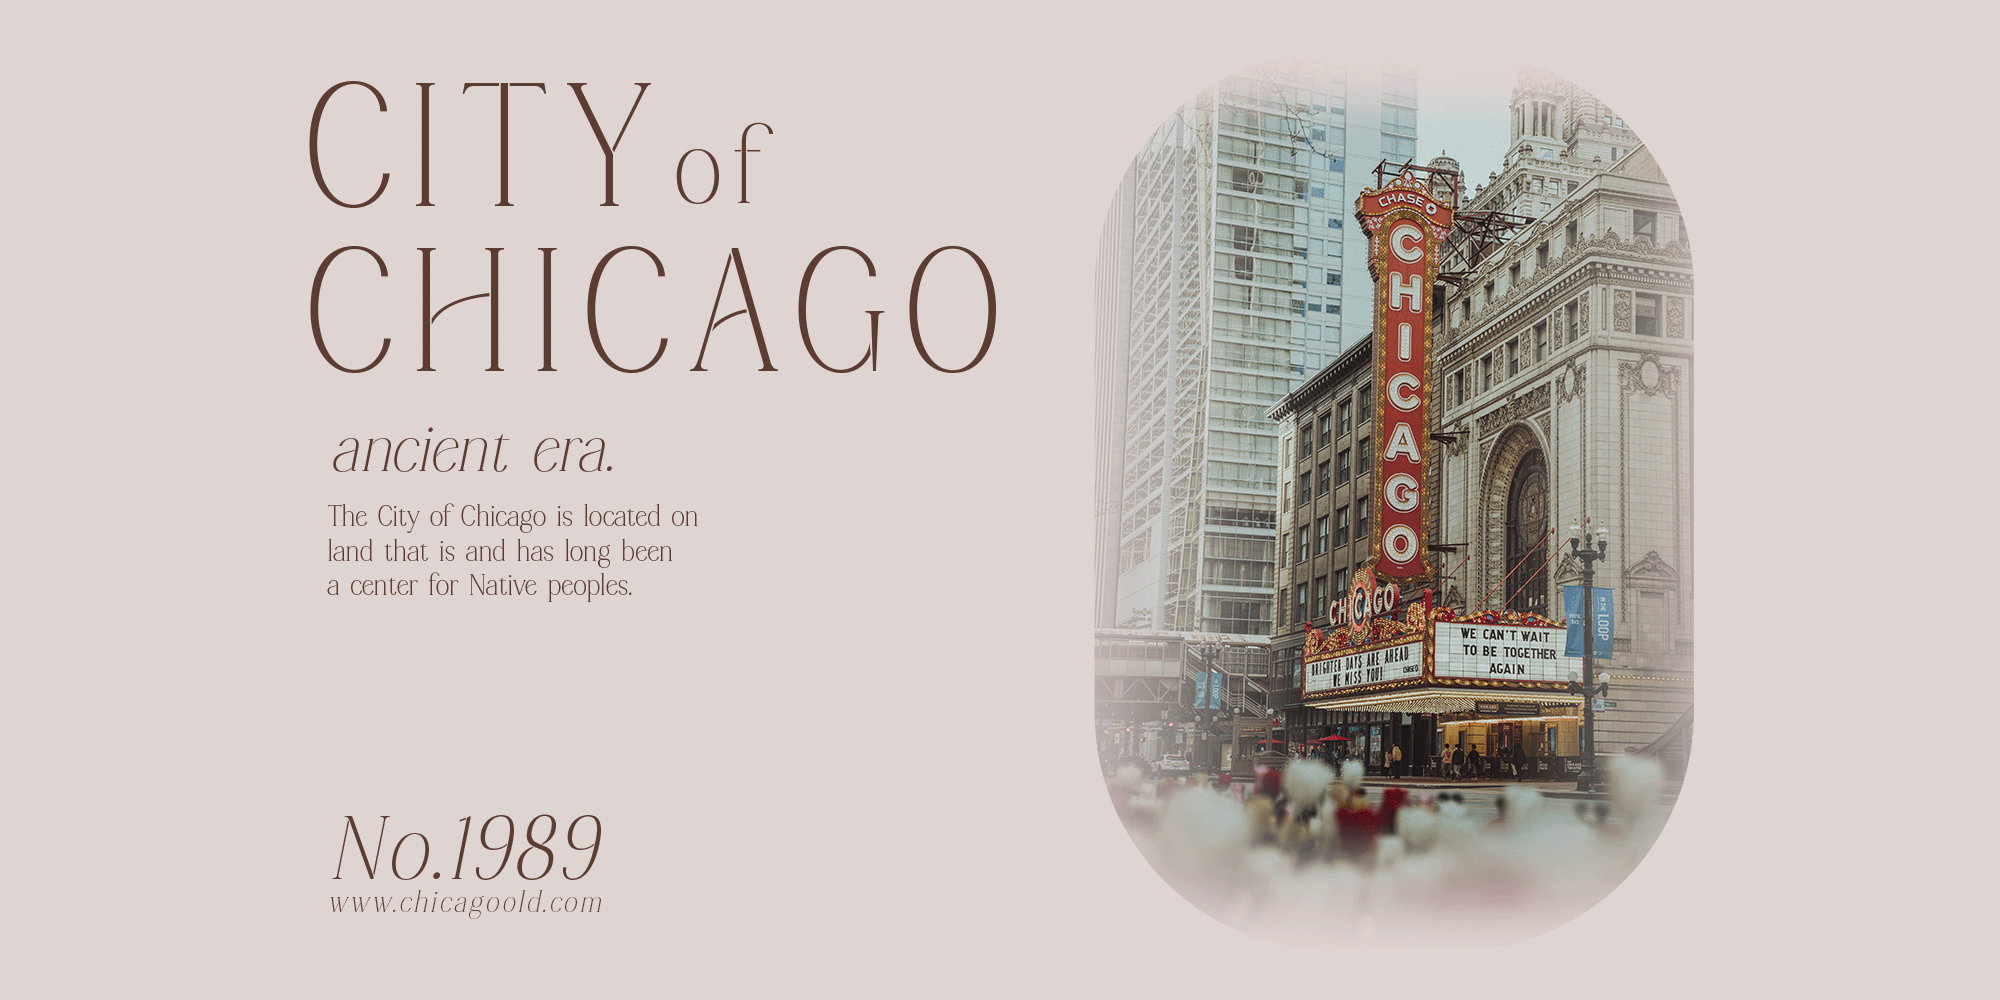 CITY of
CHICAGO
ancient era.
The City of Chicago is located on
land that is and has long been
a center for Native peoples.
No.1989
www.chicagoold.com
CHASE
CHICAGO
CHICAGO
BRIGHTER DAYS ARE AHEAD
WE MISS YOU!
CHASE
WE CAN'T WAIT
TO BE TOGETHER
AGAIN
LOOP
LOOP